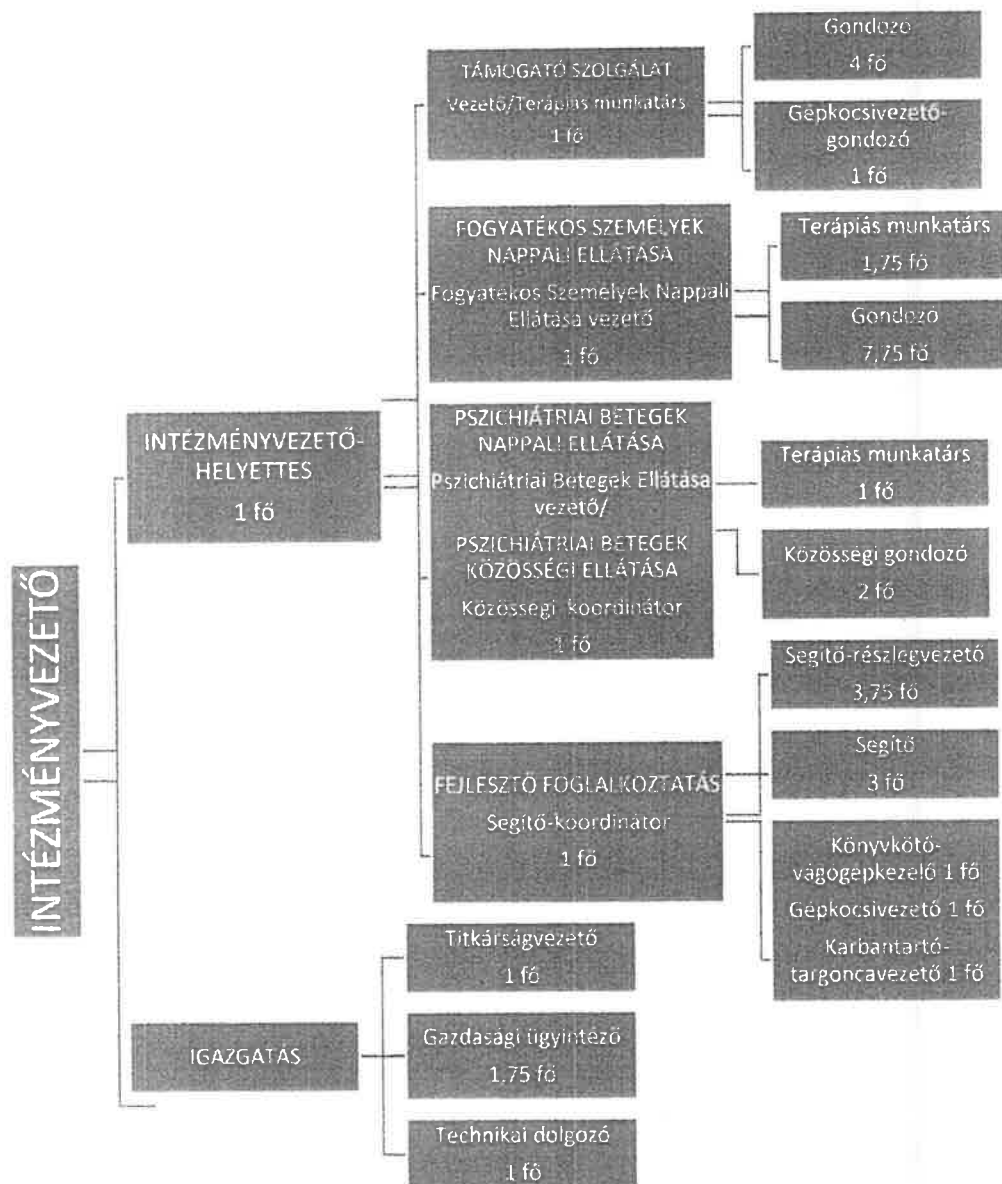 INTÉZMÉNYVEZETŐ
INTÉZMÉNYVEZETŐ-
HELYETTES
1 fő
TÁMOGATÓ SZOLGÁLAT
Vezető/Terápiás munkatárs
1 fő
Gondozó
4 fő
Gépkocsivezető-
gondozó
1 fő
FOGYATÉKOS SZEMÉLYEK
NAPPALI ELLÁTÁSA
Fogyatékos Személyek Nappali
Ellátása vezető
1 fő
Terápiás munkatárs
1,75 fő
Gondozó
7,75 fő
PSZICHIÁTRIAI BETEGEK
NAPPALI ELLÁTÁSA
Pszichiátriai Betegek Ellátása
vezető/
PSZICHIÁTRIAI BETEGEK
KÖZÖSSÉGI ELLÁTÁSA
Közösségi koordinátor
1 fő
Terápiás munkatárs
1 fő
Közösségi gondozó
2 fő
FEJLESZTŐ FOGLALKOZTATÁS
Segítő-koordinátor
1 fő
Segítő-részlegvezető
3,75 fő
Segítő
3 fő
Könyvkötő-
vágógépkezelő 1 fő
Gépkocsivezető 1 fő
Karbantartó-
targoncavezető 1 fő
IGAZGATÁS
Titkárságvezető
1 fő
Gazdasági ügyintéző
1,75 fő
Technikai dolgozó
1 fő